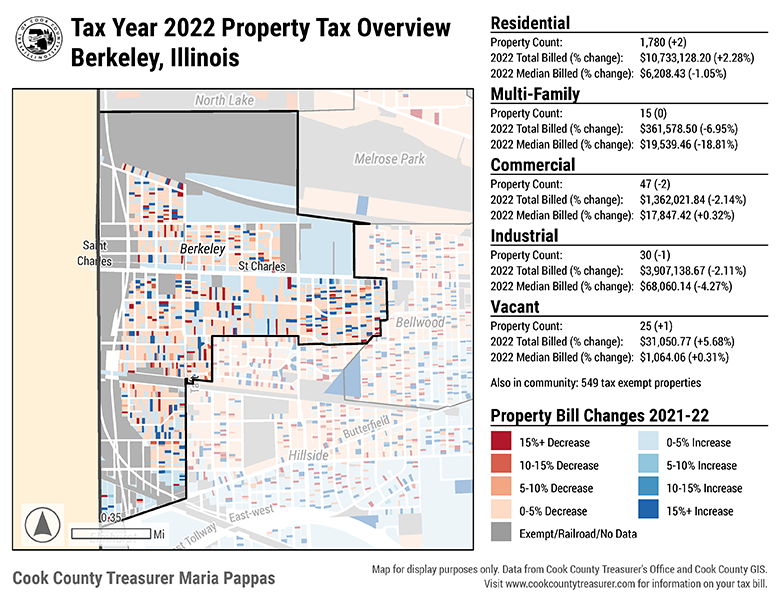 Tax Year 2022 Property Tax Overview
Berkeley, Illinois
North Lake
Melrose Park
Saint
Charles
Berkeley
St Charles
Bellwood
Butterfield
Hillside
East-west
Tollway
0.35
Mi
Residential
Property Count: 1,780 (+2)
2022 Total Billed (% change): $10,733,128.20 (+2.28%)
2022 Median Billed (% change): $6,208.43 (-1.05%)
Multi-Family
Property Count: 15 (0)
2022 Total Billed (% change): $361,578.50 (-6.95%)
2022 Median Billed (% change): $19,539.46 (-18.81%)
Commercial
Property Count: 47 (-2)
2022 Total Billed (% change): $1,362,021.84 (-2.14%)
2022 Median Billed (% change): $17,847.42 (+0.32%)
Industrial
Property Count: 30 (-1)
2022 Total Billed (% change): $3,907,138.67 (-2.11%)
2022 Median Billed (% change): $68,060.14 (-4.27%)
Vacant
Property Count: 25 (+1)
2022 Total Billed (% change): $31,050.77 (+5.68%)
2022 Median Billed (% change): $1,064.06 (+0.31%)
Also in community: 549 tax exempt properties
Property Bill Changes 2021-22
15%+ Decrease
10-15% Decrease
5-10% Decrease
0-5% Decrease
Exempt/Railroad/No Data
0-5% Increase
5-10% Increase
10-15% Increase
15%+ Increase
Cook County Treasurer Maria Pappas
Map for display purposes only. Data from Cook County Treasurer's Office and Cook County GIS.
Visit www.cookcountytreasurer.com for information on your tax bill.